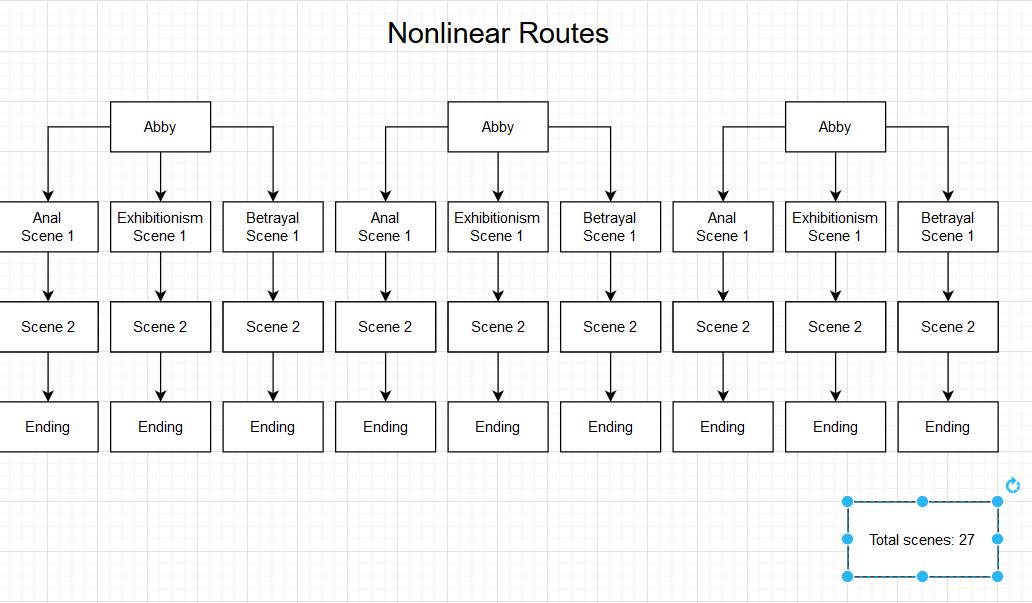 Nonlinear Routes
Abby
Abby
Abby
Anal
Scene 1
Exhibitionism
Scene 1
Betrayal
Scene 1
Anal
Scene 1
Exhibitionism
Scene 1
Betrayal
Scene 1
Anal
Scene 1
Exhibitionism
Scene 1
Betrayal
Scene 1
Scene 2
Scene 2
Scene 2
Scene 2
Scene 2
Scene 2
Scene 2
Scene 2
Scene 2
Ending
Ending
Ending
Ending
Ending
Ending
Ending
Ending
Ending
Total scenes: 27